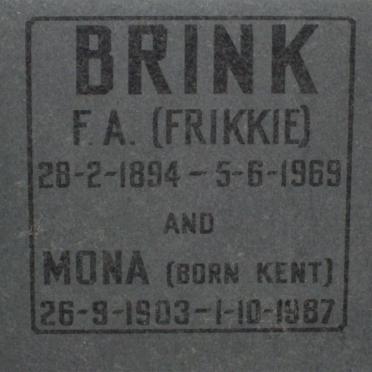 BRINK
F.A. (FRIKKIE)
28-2-1894 - 5-6-1969
AND
MONA (BORN KENT)
26-9-1903 - 1-10-1987